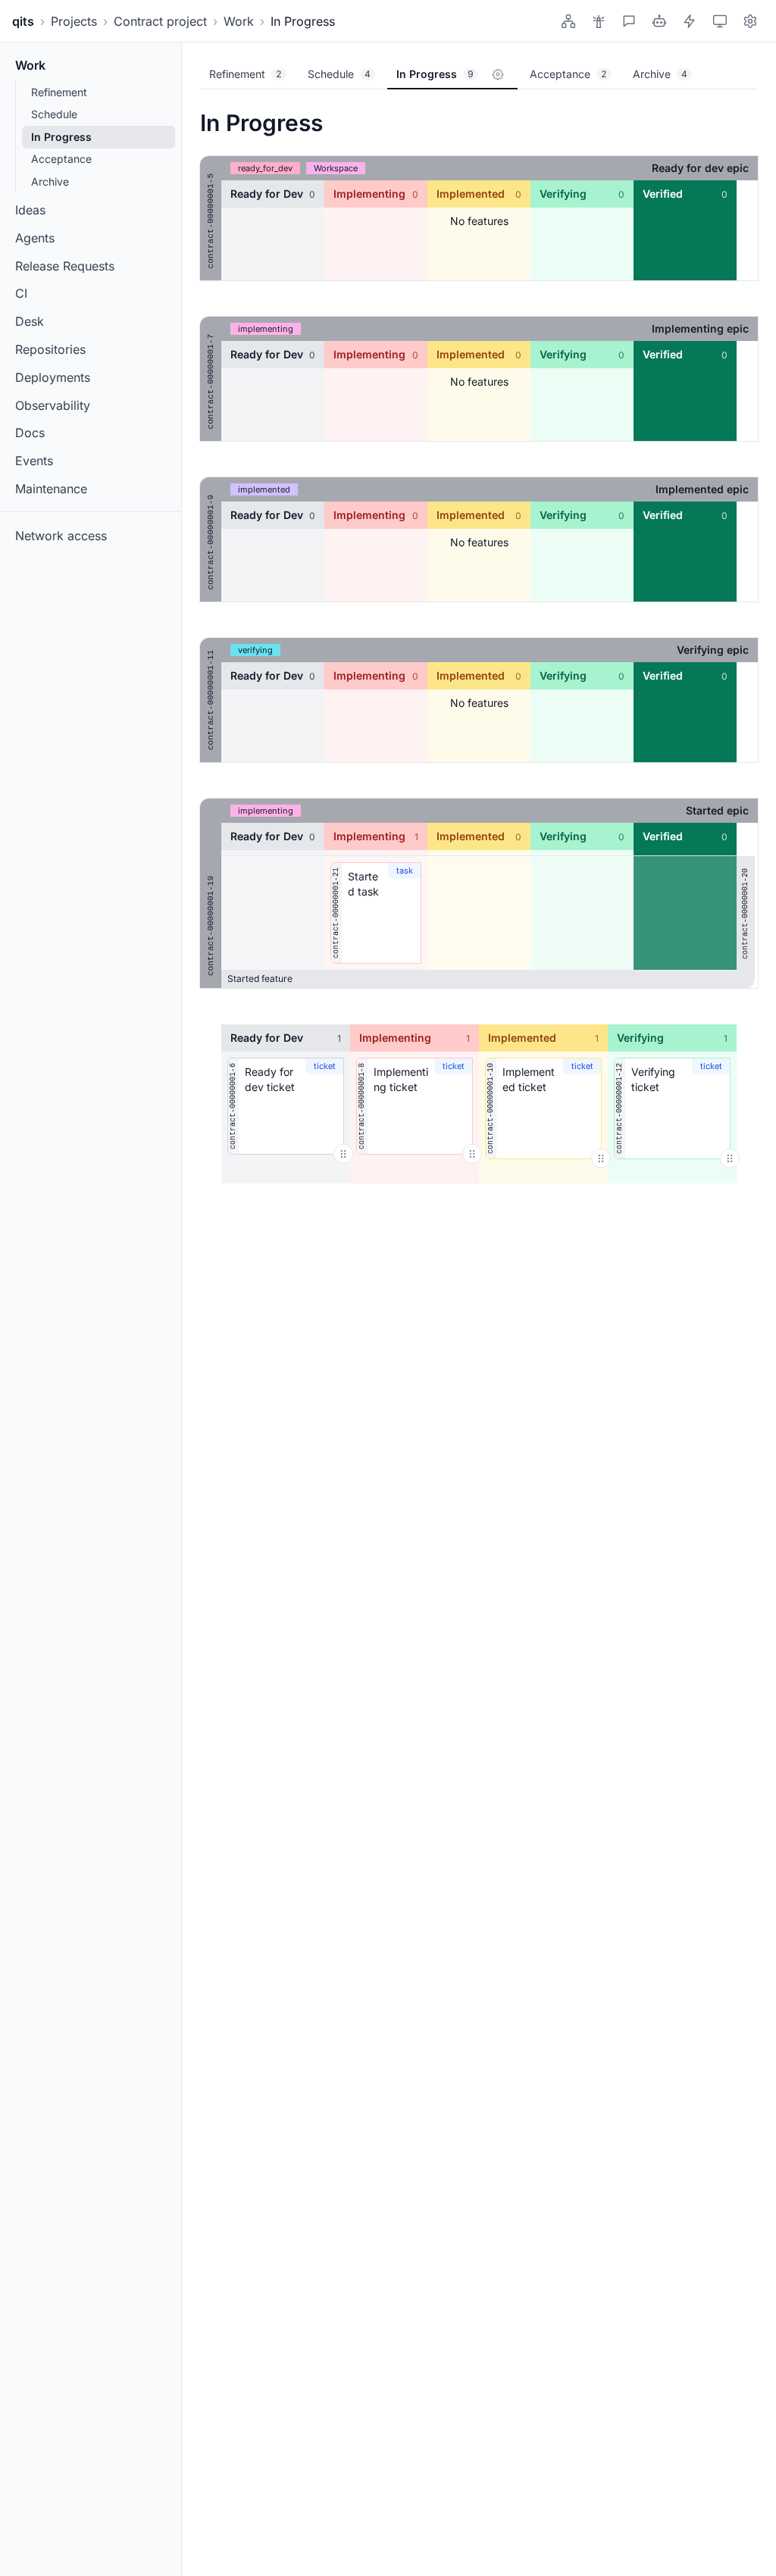 qits › Projects › Contract project › Work › In Progress
Work
Refinement
Schedule
In Progress
Acceptance
Archive
Ideas
Agents
Release Requests
CI
Desk
Repositories
Deployments
Observability
Docs
Events
Maintenance
Network access
Refinement 2 Schedule 4 In Progress 9 Acceptance 2 Archive 4
In Progress
contract-00000001-5
ready_for_dev Workspace Ready for dev epic
Ready for Dev 0 Implementing 0 Implemented 0 Verifying 0 Verified 0
No features
contract-00000001-7
implementing Implementing epic
Ready for Dev 0 Implementing 0 Implemented 0 Verifying 0 Verified 0
No features
contract-00000001-9
implemented Implemented epic
Ready for Dev 0 Implementing 0 Implemented 0 Verifying 0 Verified 0
No features
contract-00000001-11
verifying Verifying epic
Ready for Dev 0 Implementing 0 Implemented 0 Verifying 0 Verified 0
No features
contract-00000001-19
implementing Started epic
Ready for Dev 0 Implementing 1 Implemented 0 Verifying 0 Verified 0
contract-00000001-21
task
Starte
d task
contract-00000001-20
Started feature
Ready for Dev 1 Implementing 1 Implemented 1 Verifying 1
contract-00000001-6
ticket
Ready for
dev ticket
contract-00000001-8
ticket
Implementi
ng ticket
contract-00000001-10
ticket
Implement
ed ticket
contract-00000001-12
ticket
Verifying
ticket